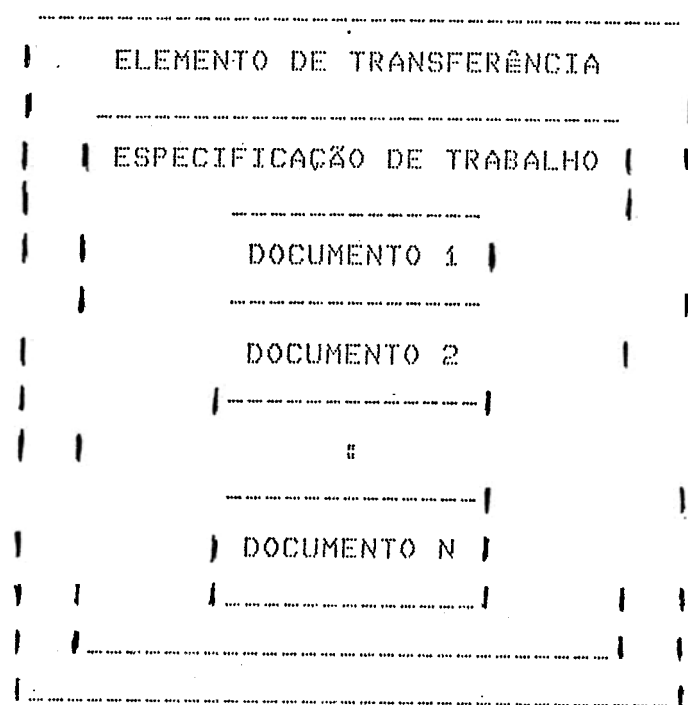 ELEMENTO DE TRANSFERÊNCIA
ESPECIFICAÇÃO DE TRABALHO
DOCUMENTO 1
DOCUMENTO 2
:
DOCUMENTO N